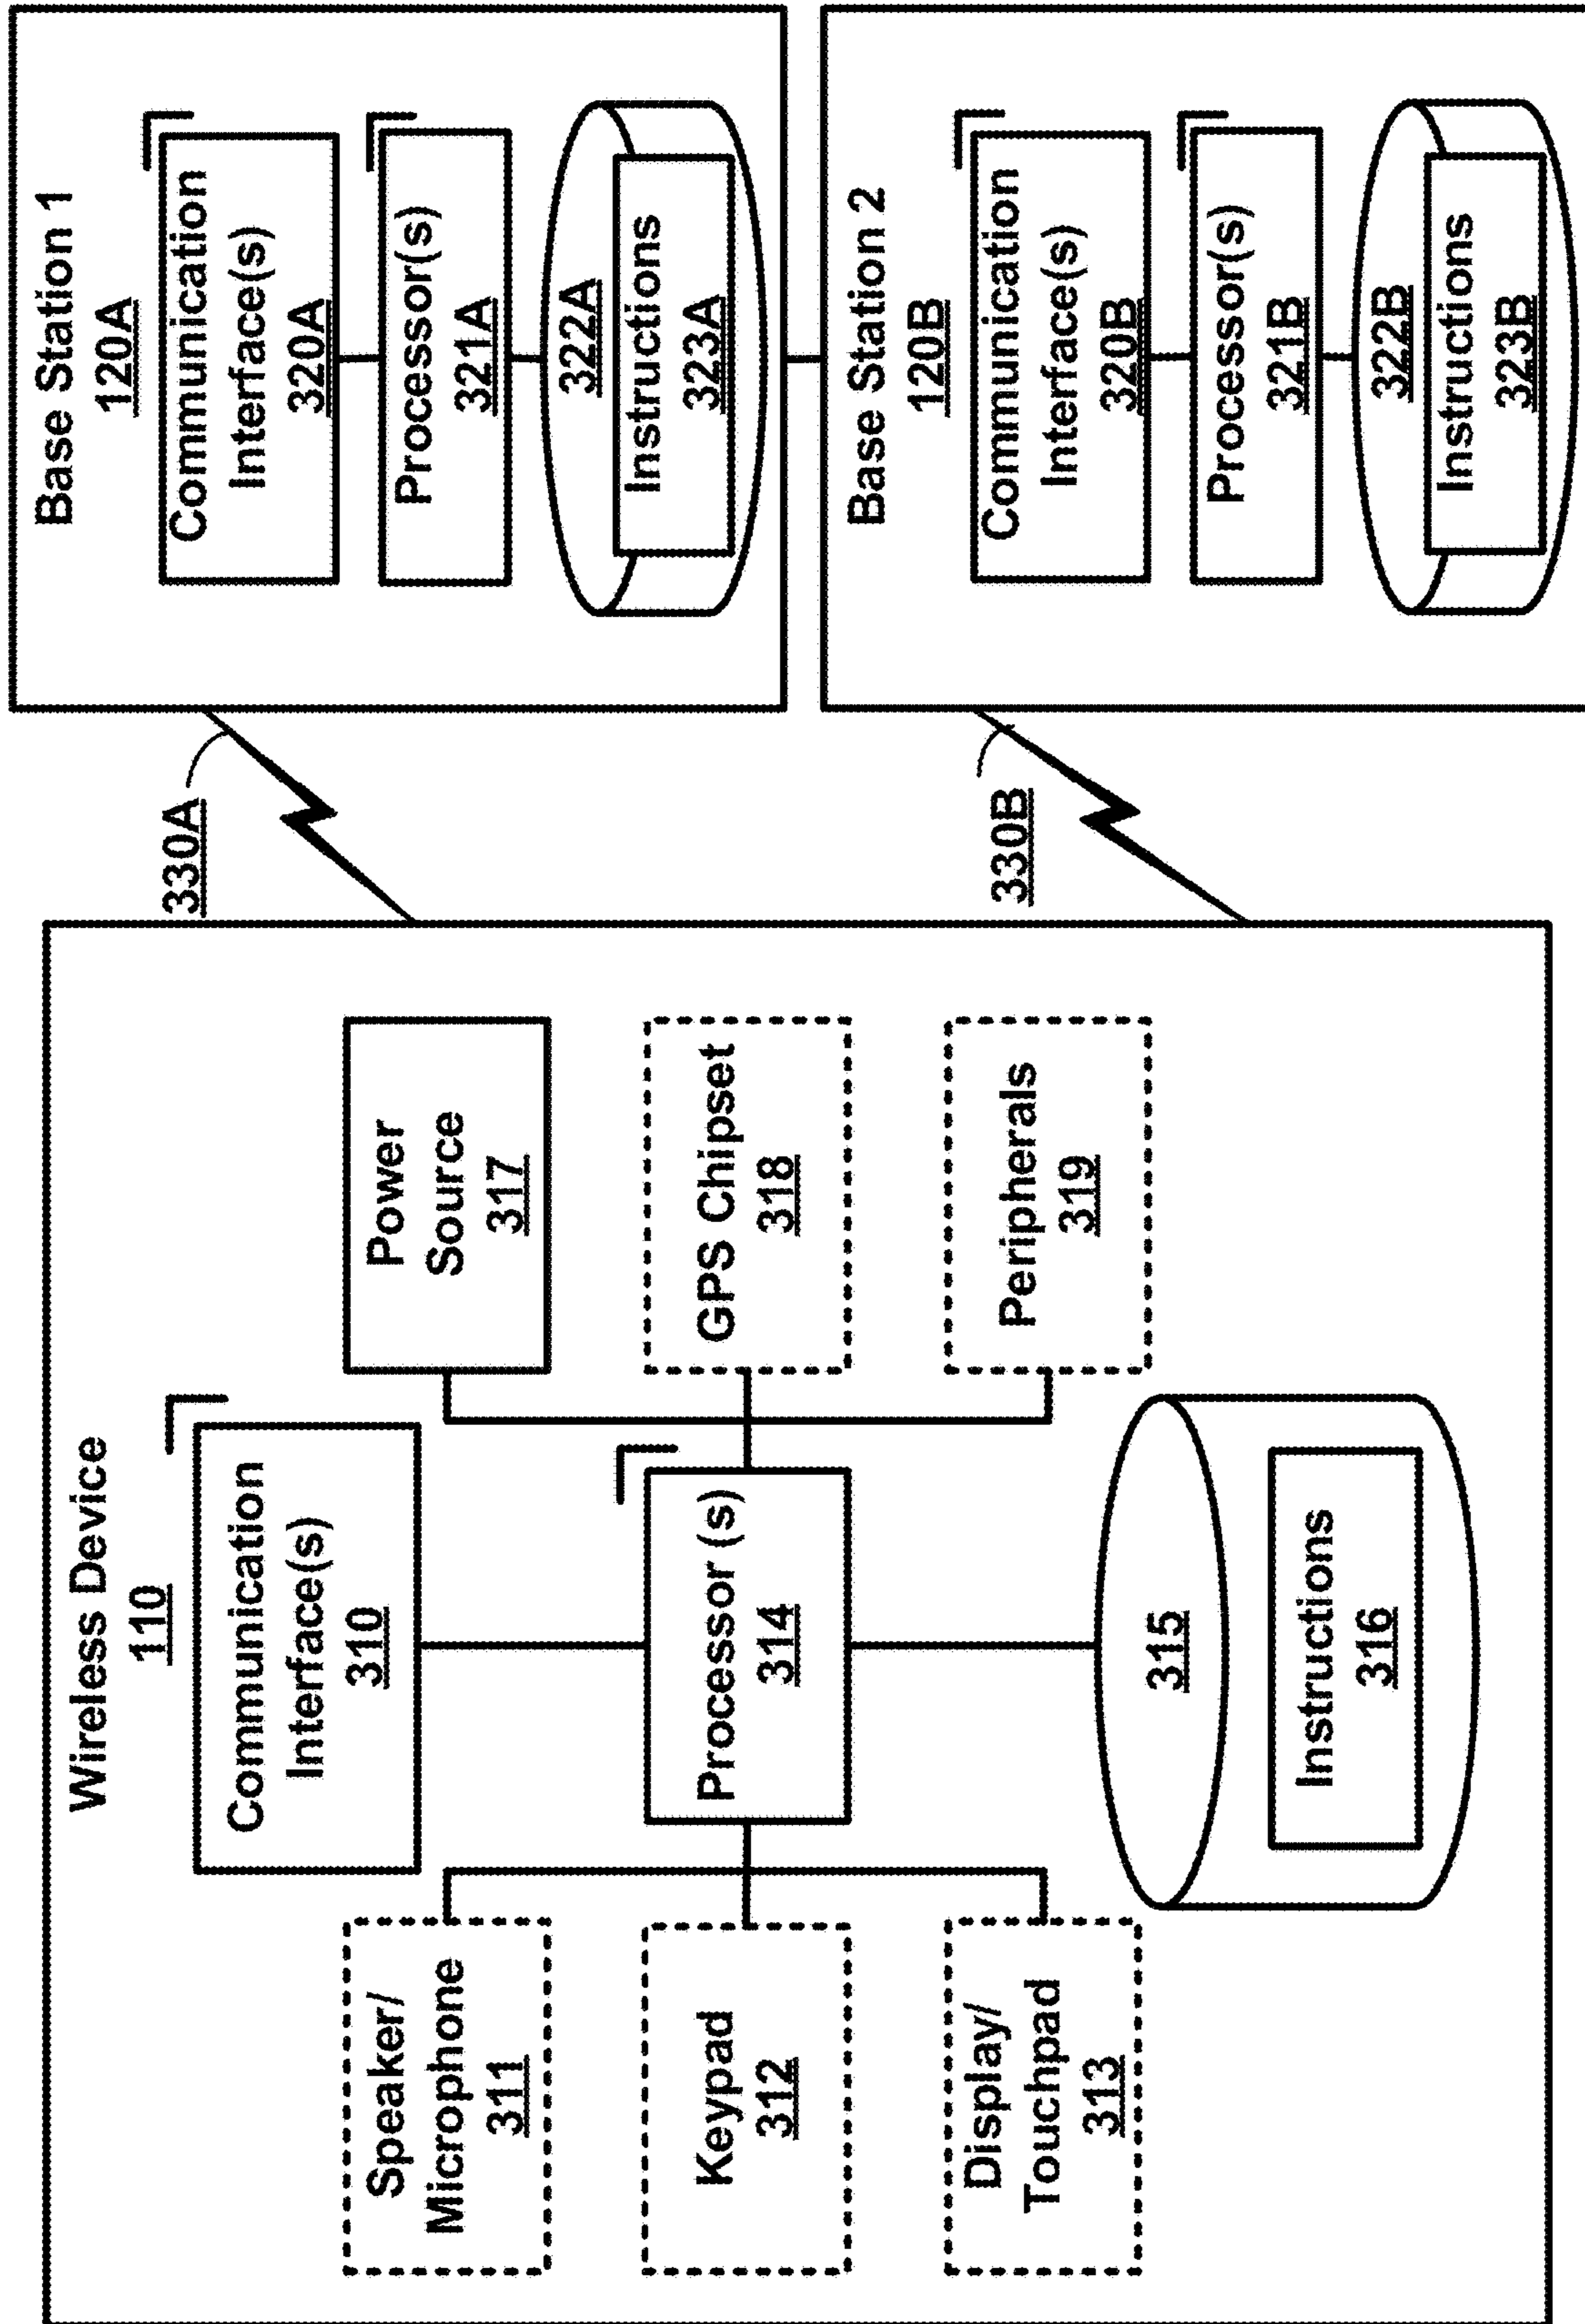 Wireless Device
110
Communication
Interface(s)
310
Speaker/
Microphone
311
Keypad
312
Display/
Touchpad
313
Processor (s)
314
315
Instructions
316
Power
Source
317
GPS Chipset
318
Peripherals
319
330A
330B
Base Station 1
120A
Communication
Interface(s)
320A
Processor(s)
321A
322A
Instructions
323A
Base Station 2
120B
Communication
Interface(s)
320B
Processor(s)
321B
322B
Instructions
323B